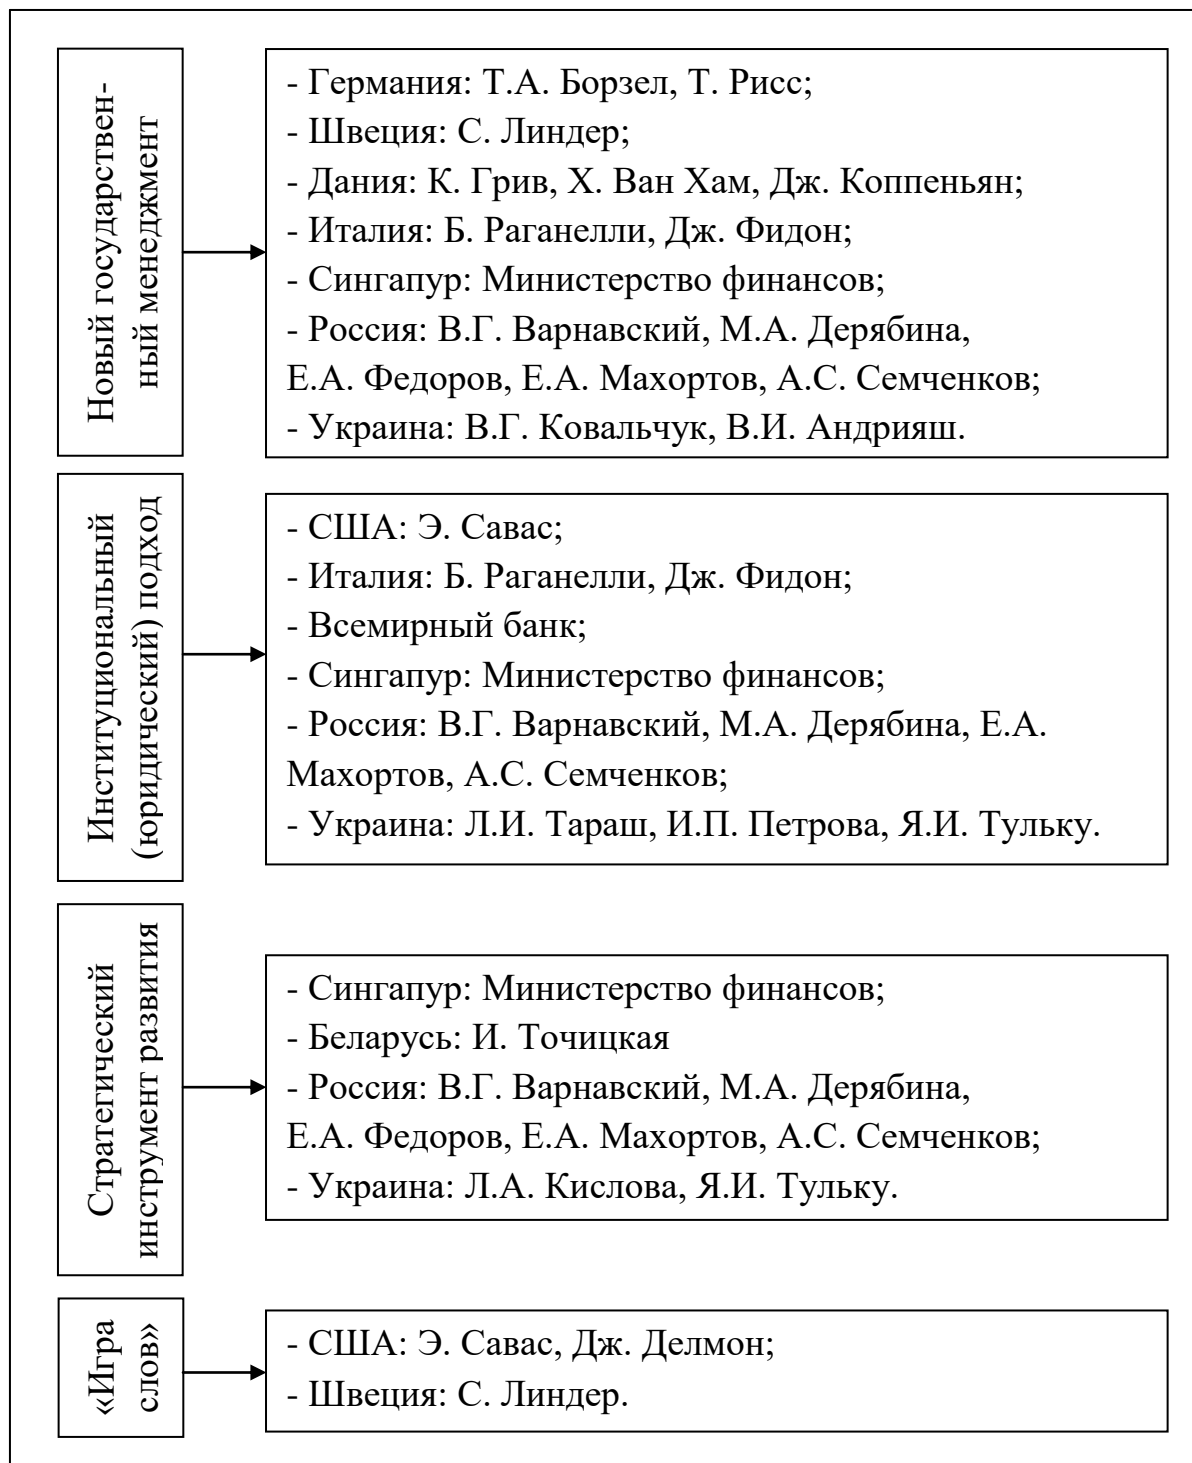 Новый государствен-
ный менеджмент
- Германия: Т.А. Борзел, Т. Рисс;
- Швеция: С. Линдер;
- Дания: К. Грив, Х. Ван Хам, Дж. Коппеньян;
- Италия: Б. Раганелли, Дж. Фидон;
- Сингапур: Министерство финансов;
- Россия: В.Г. Варнавский, М.А. Дерябина,
Е.А. Федоров, Е.А. Махортов, А.С. Семченков;
- Украина: В.Г. Ковальчук, В.И. Андрияш.
Институциональный
(юридический) подход
- США: Э. Савас;
- Италия: Б. Раганелли, Дж. Фидон;
- Всемирный банк;
- Сингапур: Министерство финансов;
- Россия: В.Г. Варнавский, М.А. Дерябина, Е.А.
Махортов, А.С. Семченков;
- Украина: Л.И. Тараш, И.П. Петрова, Я.И. Тульку.
Стратегический
инструмент развития
- Сингапур: Министерство финансов;
- Беларусь: И. Точицкая
- Россия: В.Г. Варнавский, М.А. Дерябина,
Е.А. Федоров, Е.А. Махортов, А.С. Семченков;
- Украина: Л.А. Кислова, Я.И. Тульку.
«Игра
слов»
- США: Э. Савас, Дж. Делмон;
- Швеция: С. Линдер.